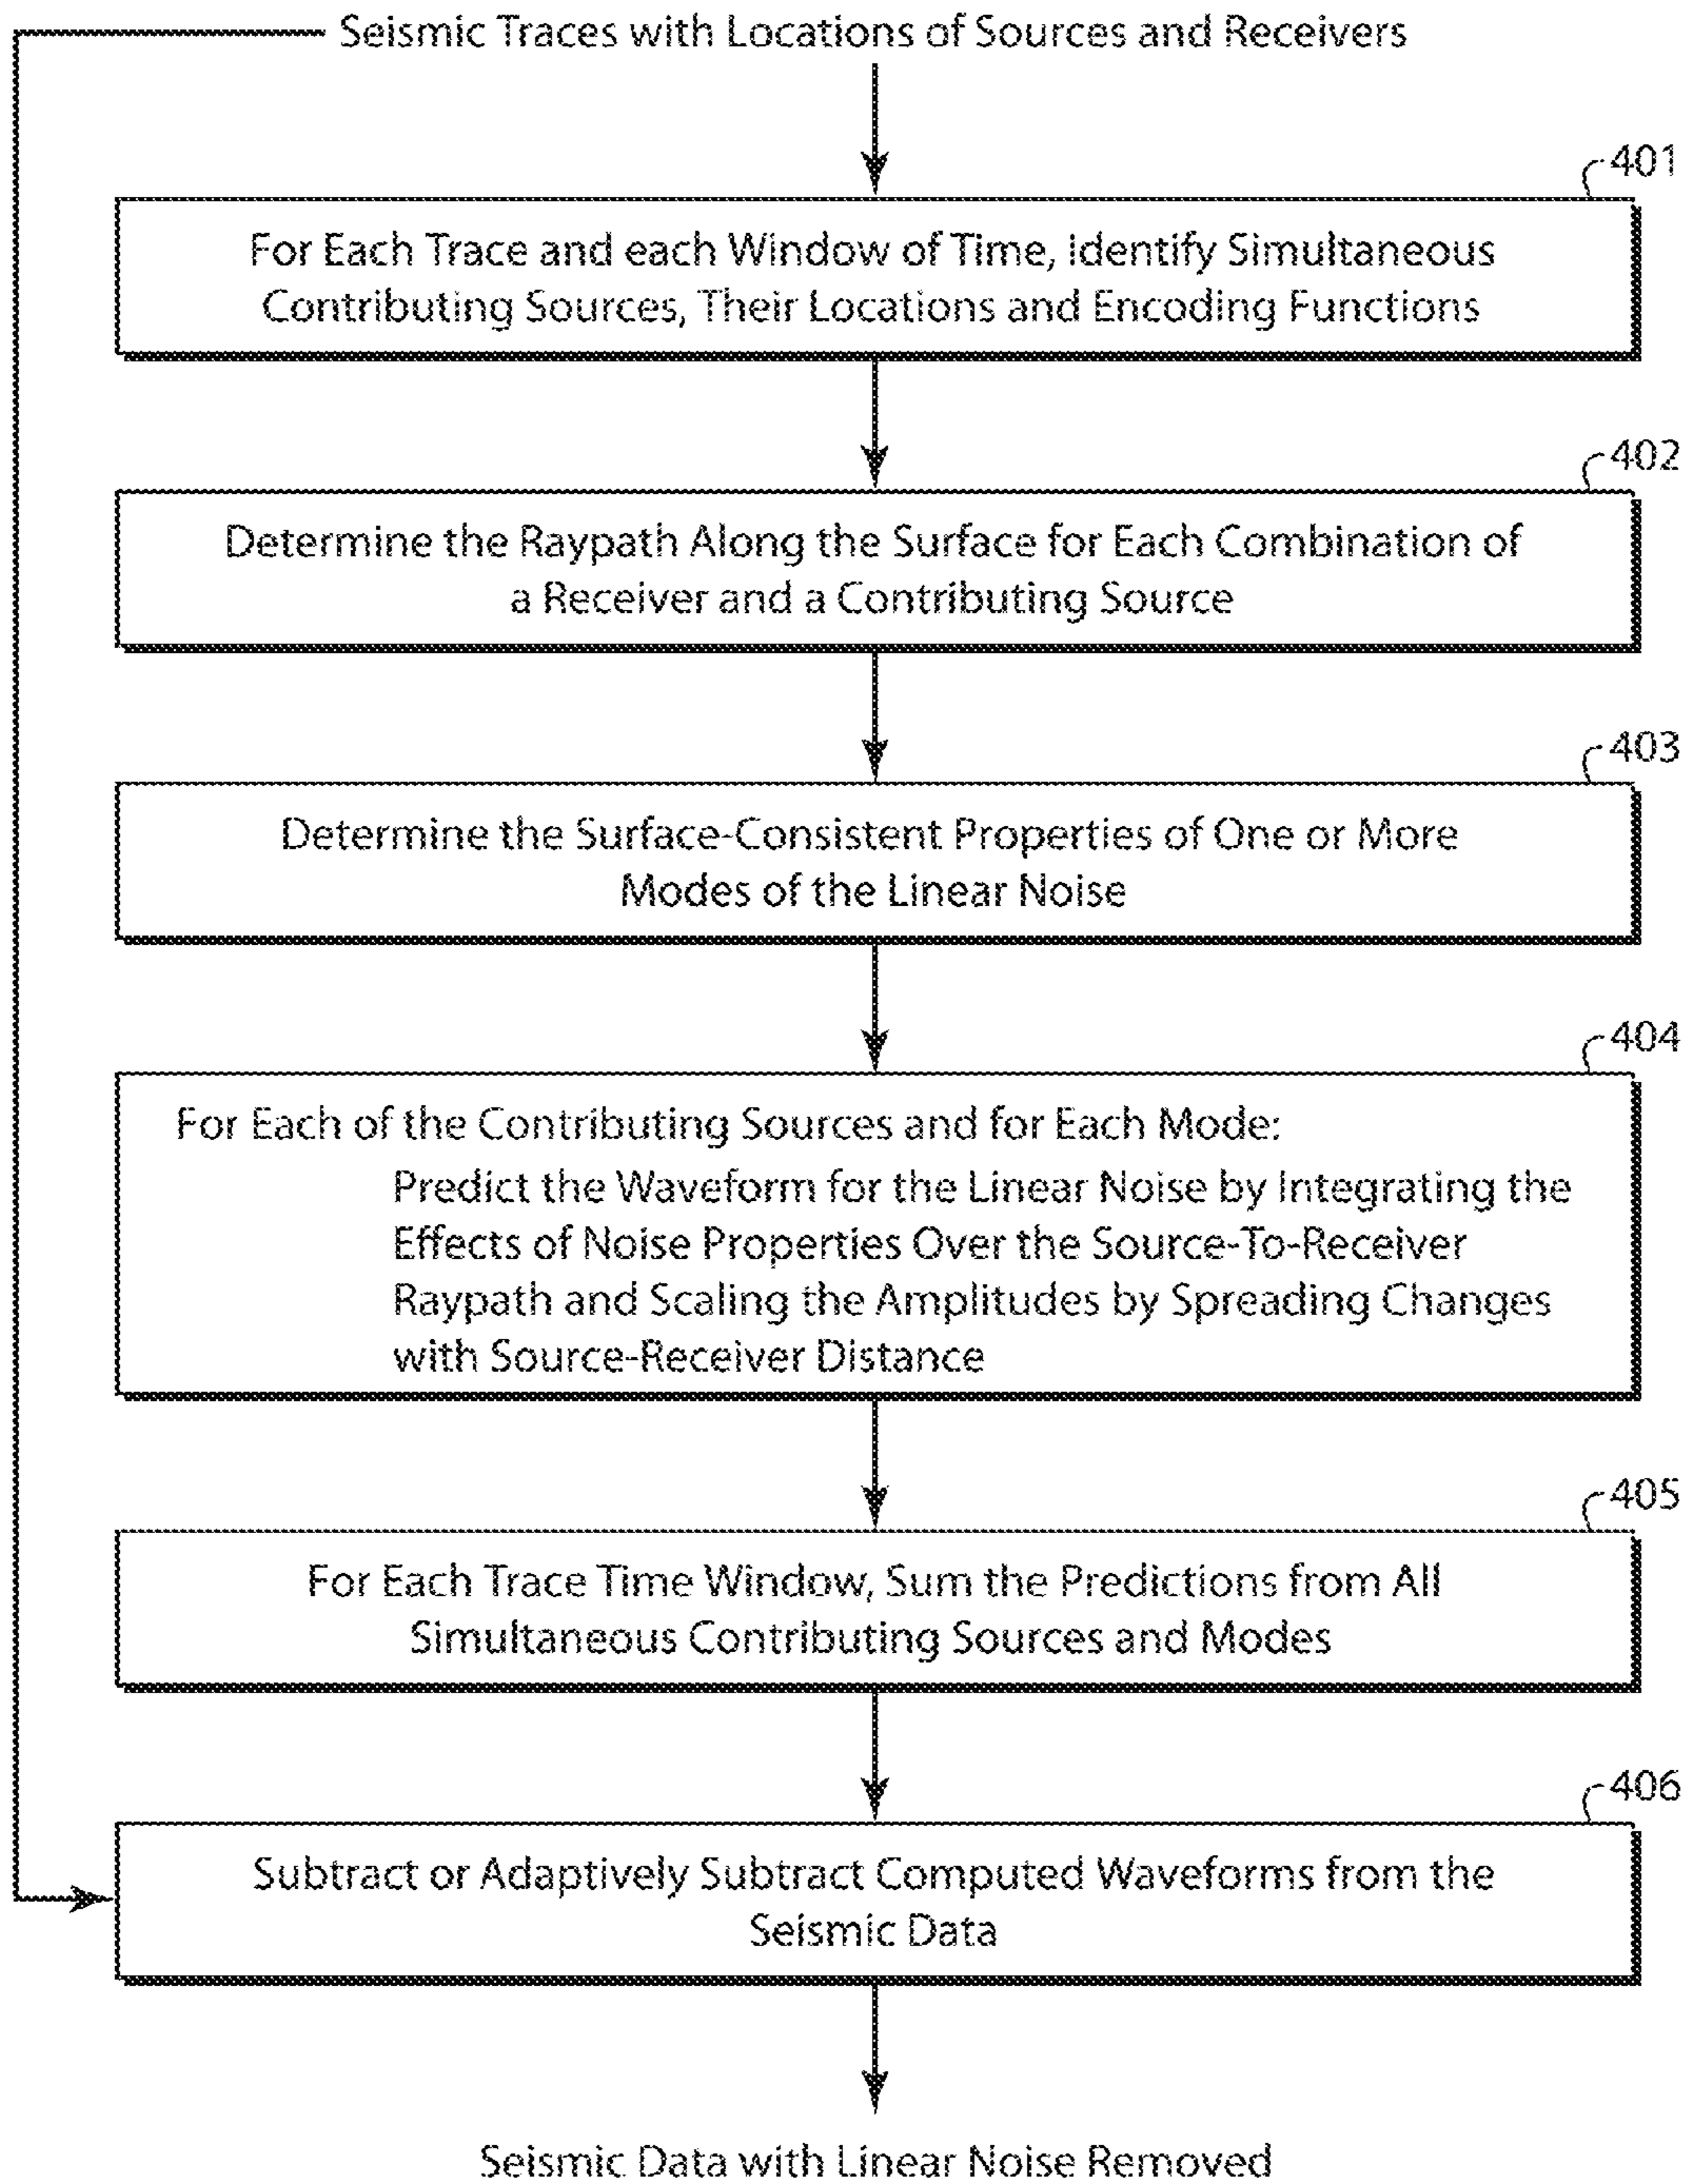 Seismic Traces with Locations of Sources and Receivers
401
For Each Trace and each Window of Time, Identify Simultaneous
Contributing Sources, Their Locations and Encoding Functions
402
Determine the Raypath Along the Surface for Each Combination of
a Receiver and a Contributing Source
403
Determine the Surface-Consistent Properties of One or More
Modes of the Linear Noise
404
For Each of the Contributing Sources and for Each Mode:
Predict the Waveform for the Linear Noise by Integrating the
Effects of Noise Properties Over the Source-To-Receiver
Raypath and Scaling the Amplitudes by Spreading Changes
with Source-Receiver Distance
405
For Each Trace Time Window, Sum the Predictions from All
Simultaneous Contributing Sources and Modes
406
Subtract or Adaptively Subtract Computed Waveforms from the
Seismic Data
Seismic Data with Linear Noise Removed